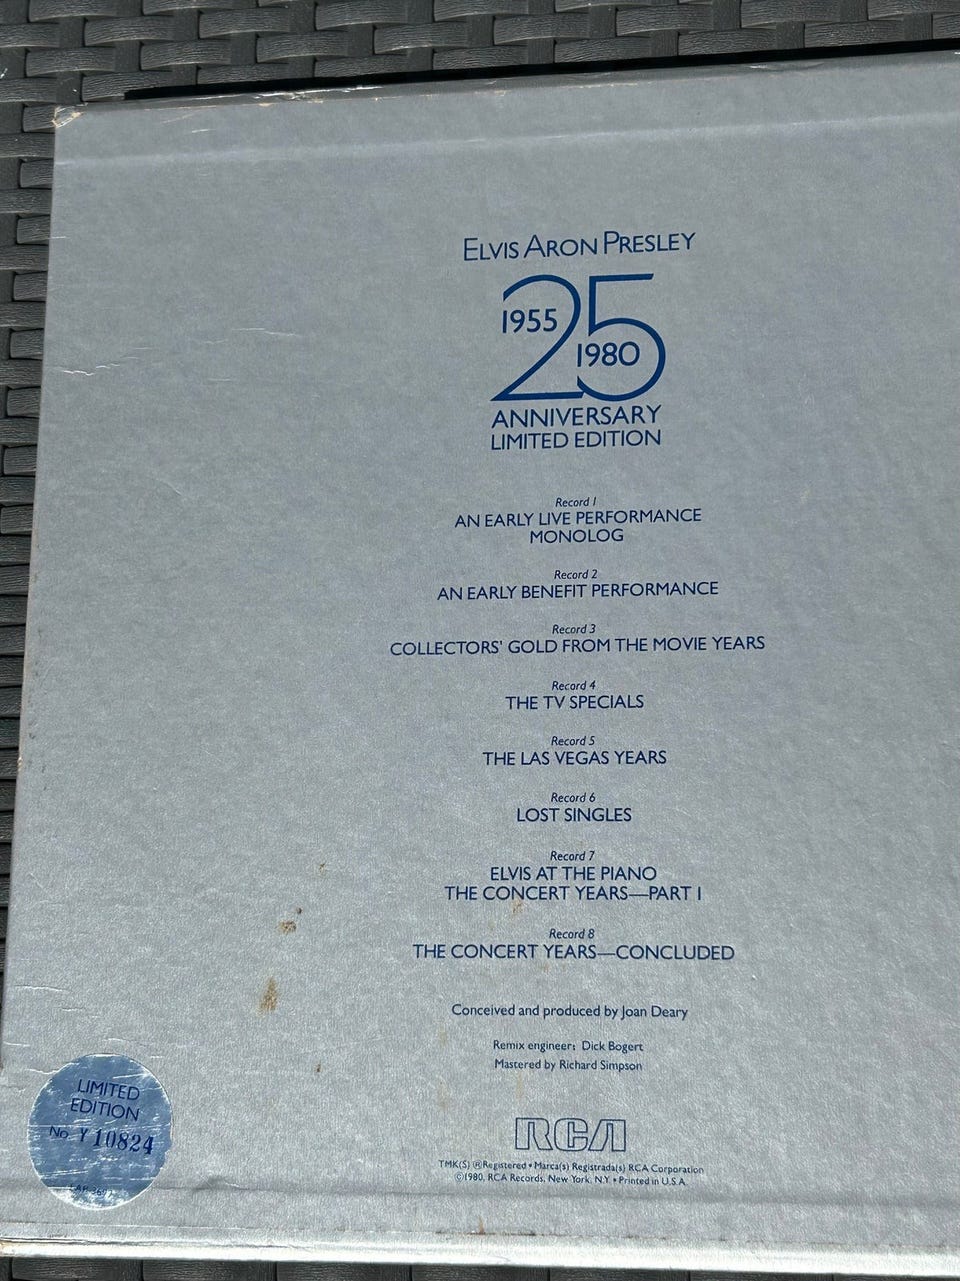 ELVIS ARON PRESLEY
25
1955
1980
ANNIVERSARY
LIMITED EDITION
Record 1
AN EARLY LIVE PERFORMANCE
MONOLOG
Record 2
AN EARLY BENEFIT PERFORMANCE
Record 3
COLLECTORS' GOLD FROM THE MOVIE YEARS
Record 4
THE TV SPECIALS
Record 5
THE LAS VEGAS YEARS
Record 6
LOST SINGLES
Record 7
ELVIS AT THE PIANO
THE CONCERT YEARS—PART I
Record 8
THE CONCERT YEARS—CONCLUDED
Conceived and produced by Joan Deary
Remix engineer: Dick Bogert
Mastered by Richard Simpson
RCA
TMK(S) ®Registered • Marca(s) Registrada(s) RCA Corporation
©1980, RCA Records, New York, N.Y. • Printed in U.S.A.
LIMITED
EDITION
No. Y 10824